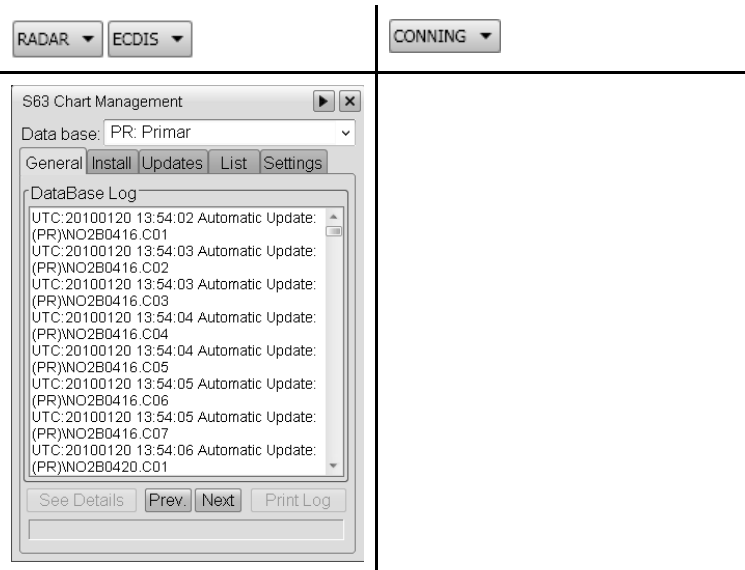 RADAR ECDIS CONNING
S63 Chart Management
Data base: PR: Primar
General Install Updates List Settings
DataBase Log
UTC:20100120 13:54:02 Automatic Update:
(PR)\NO2B0416.C01
UTC:20100120 13:54:03 Automatic Update:
(PR)\NO2B0416.C02
UTC:20100120 13:54:03 Automatic Update:
(PR)\NO2B0416.C03
UTC:20100120 13:54:04 Automatic Update:
(PR)\NO2B0416.C04
UTC:20100120 13:54:04 Automatic Update:
(PR)\NO2B0416.C05
UTC:20100120 13:54:05 Automatic Update:
(PR)\NO2B0416.C06
UTC:20100120 13:54:05 Automatic Update:
(PR)\NO2B0416.C07
UTC:20100120 13:54:06 Automatic Update:
(PR)\NO2B0420.C01
See Details Prev. Next Print Log